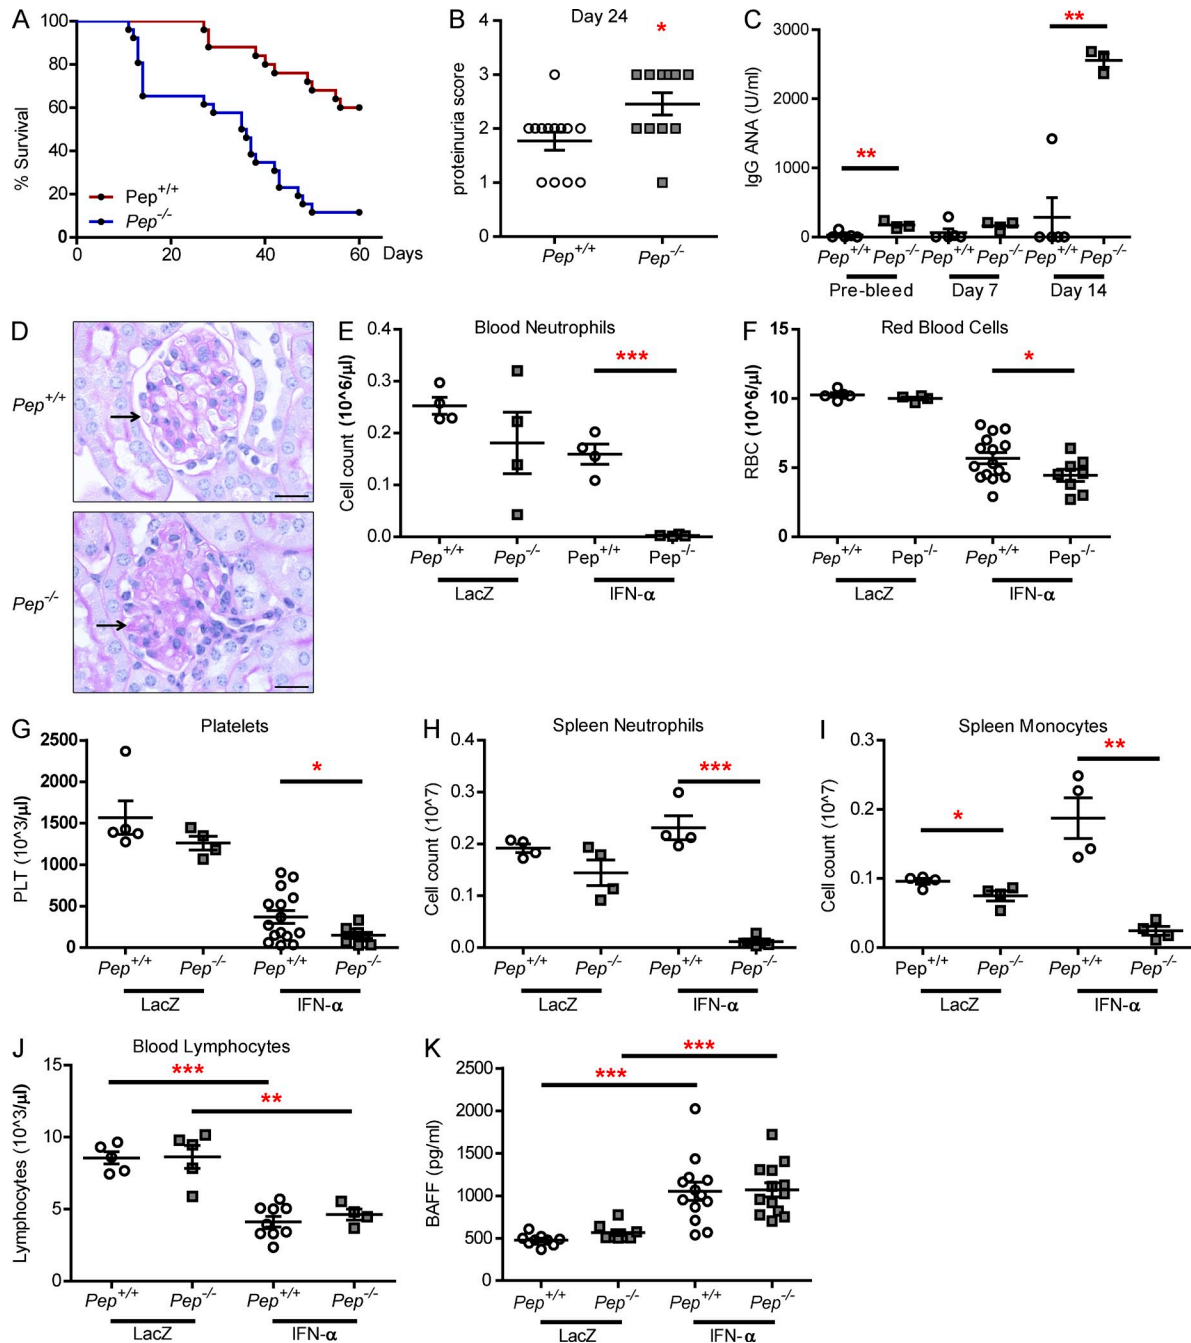 A
% Survival
100
80
60
40
20
0
0
20
40
60
Days
Pep+/+
Pep-/-
B
Day 24
*
proteinuria score
4
3
2
1
0
Pep+/+ Pep-/-
C
IgG ANA (U/ml)
3000
2000
1000
0
**
**
Pep+/+ Pep-/- Pep+/+ Pep-/- Pep+/+ Pep-/-
Pre-bleed Day 7 Day 14
D
Pep+/+
Pep-/-
E
Blood Neutrophils
***
Cell count (10^6/µl)
0.4
0.3
0.2
0.1
0.0
Pep+/+ Pep-/- Pep+/+ Pep-/-
LacZ IFN-α
F
Red Blood Cells
*
RBC (10^6/µl)
15
10
5
0
Pep+/+ Pep-/- Pep+/+ Pep-/-
LacZ IFN-α
G
Platelets
*
PLT (10^3/µl)
2500
2000
1500
1000
500
0
Pep+/+ Pep-/- Pep+/+ Pep-/-
LacZ IFN-α
H
Spleen Neutrophils
***
Cell count (10^7)
0.4
0.3
0.2
0.1
0.0
Pep+/+ Pep-/- Pep+/+ Pep-/-
LacZ IFN-α
I
Spleen Monocytes
**
*
Cell count (10^7)
0.3
0.2
0.1
0.0
Pep+/+ Pep-/- Pep+/+ Pep-/-
LacZ IFN-α
J
Blood Lymphocytes
***
**
Lymphocytes (10^3/µl)
15
10
5
0
Pep+/+ Pep-/- Pep+/+ Pep-/-
LacZ IFN-α
K
***
***
BAFF (pg/ml)
2500
2000
1500
1000
500
0
Pep+/+ Pep-/- Pep+/+ Pep-/-
LacZ IFN-α